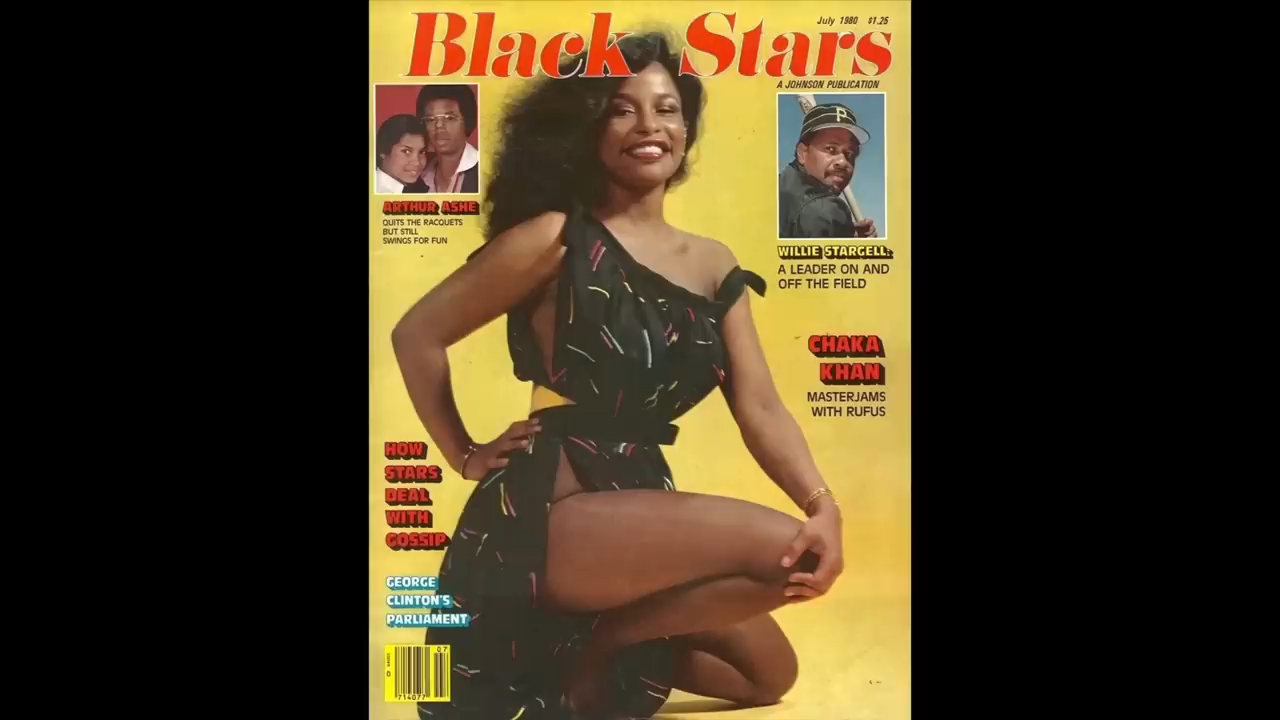 Black Stars
July 1980 $1.25
A JOHNSON PUBLICATION
ARTHUR ASHE
QUITS THE RACQUETS
BUT STILL
SWINGS FOR FUN
P
WILLIE STARGELL:
A LEADER ON AND
OFF THE FIELD
CHAKA
KHAN
MASTERJAMS
WITH RUFUS
HOW
STARS
DEAL
WITH
GOSSIP
GEORGE
CLINTON'S
PARLIAMENT
07
714077